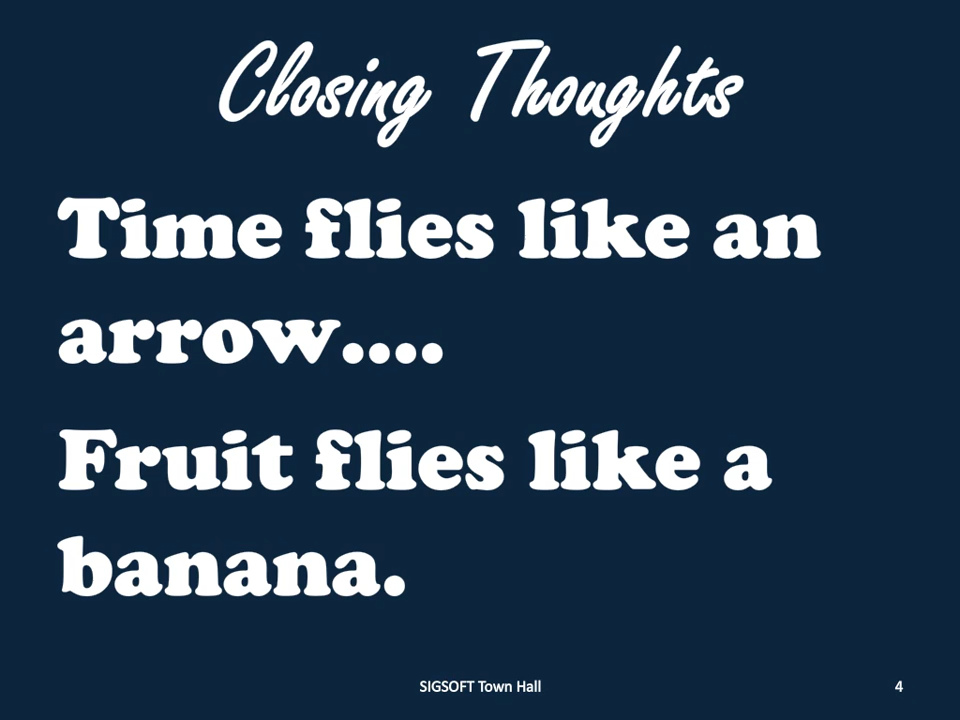 Closing Thoughts
Time flies like an
arrow....
Fruit flies like a
banana.
SIGSOFT Town Hall
4